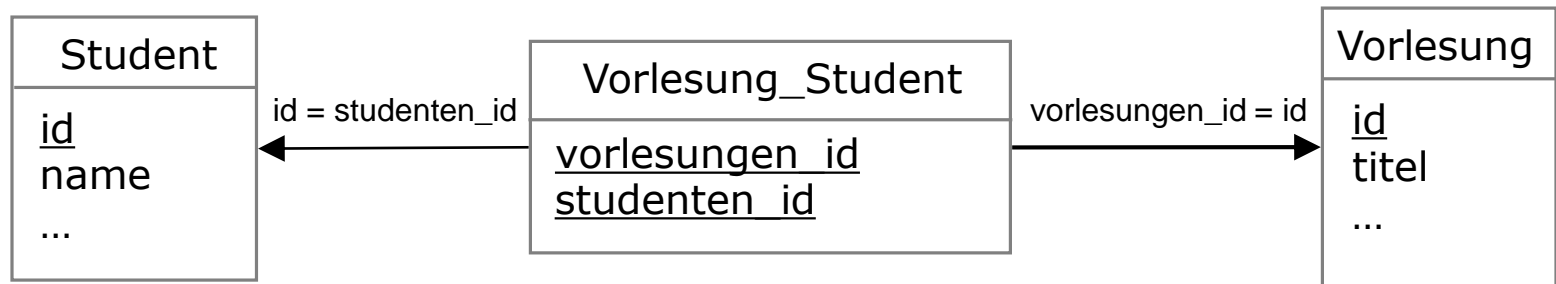 Student
id
name
...
id = studenten_id
Vorlesung_Student
vorlesungen_id
studenten_id
vorlesungen_id = id
Vorlesung
id
titel
...